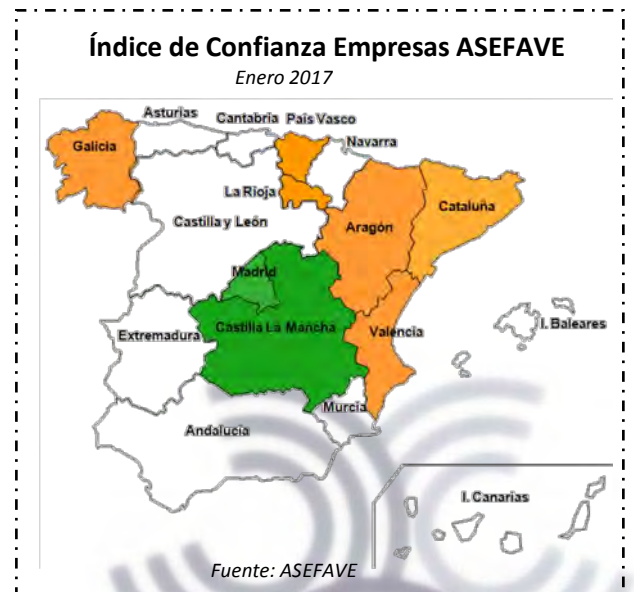 Índice de Confianza Empresas ASEFAVE
Enero 2017
Asturias
Cantabria
País Vasco
Navarra
Galicia
La Rioja
Cataluña
Castilla y León
Aragón
Madrid
Castilla La Mancha
Valencia
I. Baleares
Extremadura
Murcia
Andalucía
I. Canarias
Fuente: ASEFAVE